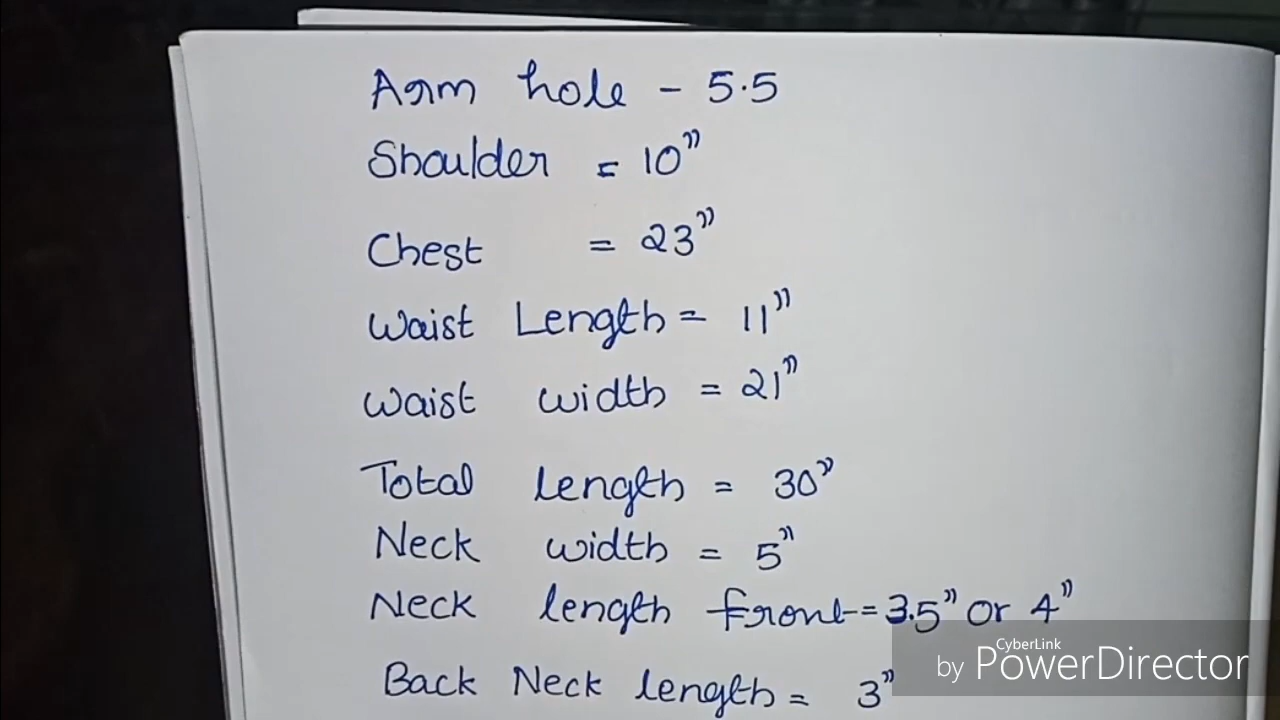 Arm hole - 5.5
Shoulder = 10"
Chest = 23"
Waist Length = 11"
Waist width = 21"
Total length = 30"
Neck width = 5"
Neck length front = 3.5" or 4"
CyberLink
by PowerDirector
Back Neck length = 3"